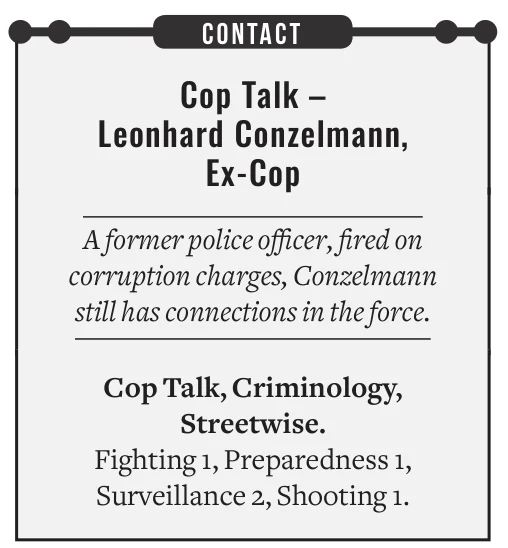 CONTACT
Cop Talk –
Leonhard Conzelmann,
Ex-Cop
A former police officer, fired on
corruption charges, Conzelmann
still has connections in the force.
Cop Talk, Criminology,
Streetwise.
Fighting 1, Preparedness 1,
Surveillance 2, Shooting 1.